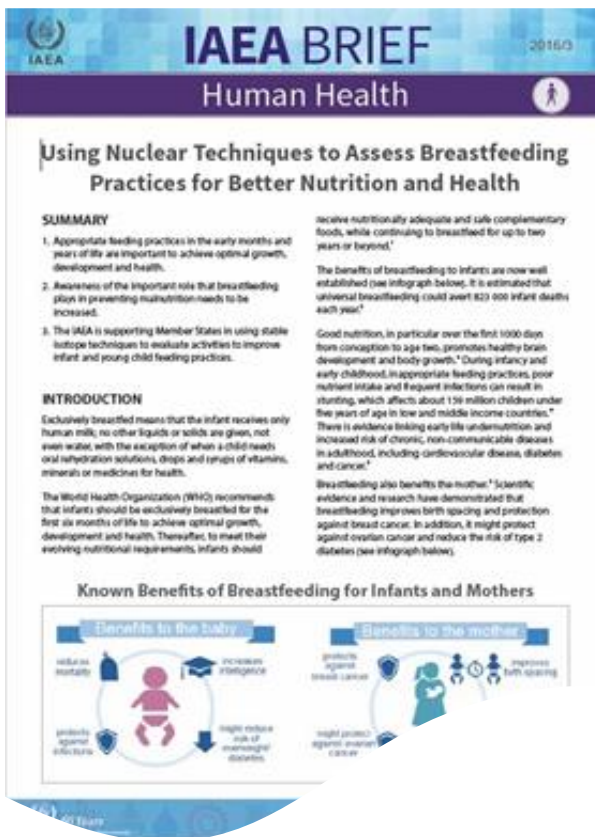 IAEA
IAEA BRIEF
2016/3
Human Health
Using Nuclear Techniques to Assess Breastfeeding
Practices for Better Nutrition and Health
SUMMARY
1. Appropriate feeding practices in the early months and
years of life are important to achieve optimal growth,
development and health.
2. Awareness of the important role that breastfeeding
plays in preventing malnutrition needs to be
increased.
3. The IAEA is supporting Member States in using stable
isotope techniques to evaluate activities to improve
infant and young child feeding practices.
INTRODUCTION
Exclusively breastfed means that the infant receives only
human milk; no other liquids or solids are given, not
even water, with the exception of when a child needs
oral rehydration solutions, drops and syrups of vitamins,
minerals or medicines for health.
The World Health Organization (WHO) recommends
that infants should be exclusively breastfed for the
first six months of life to achieve optimal growth,
development and health. Thereafter, to meet their
evolving nutritional requirements, infants should
receive nutritionally adequate and safe complementary
foods, while continuing to breastfeed for up to two
years or beyond.
The benefits of breastfeeding to infants are now well
established (see infograph below). It is estimated that
universal breastfeeding could avert 823 000 infant deaths
each year.
Good nutrition, in particular over the first 1000 days
from conception to age two, promotes healthy brain
development and body growth. During infancy and
early childhood, inappropriate feeding practices, poor
nutrient intake and frequent infections can result in
stunting, which affects about 159 million children under
five years of age in low and middle income countries.
There is evidence linking early life undernutrition and
increased risk of chronic, non-communicable diseases
in adulthood, including cardiovascular disease, diabetes
and cancer.
Breastfeeding also benefits the mother. Scientific
evidence and research have demonstrated that
breastfeeding improves birth spacing and protection
against breast cancer. In addition, it might protect
against ovarian cancer and reduce the risk of type 2
diabetes (see infograph below).
Known Benefits of Breastfeeding for Infants and Mothers
Benefits to the baby
reduces
mortality
increases
intelligence
protects
against
infections
might reduce
risk of
overweight/
diabetes
Benefits to the mother
protects
against
breast cancer
improves
birth spacing
might protect
against ovarian
cancer
60 Years